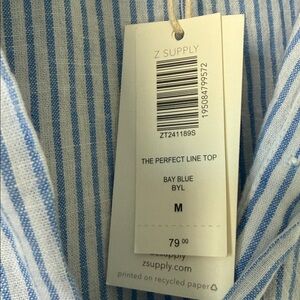 Z SUPPLY
195084799572
ZT241189S
THE PERFECT LINE TOP
BAY BLUE
BYL
M
79.00
zsupply.com
printed on recycled paper